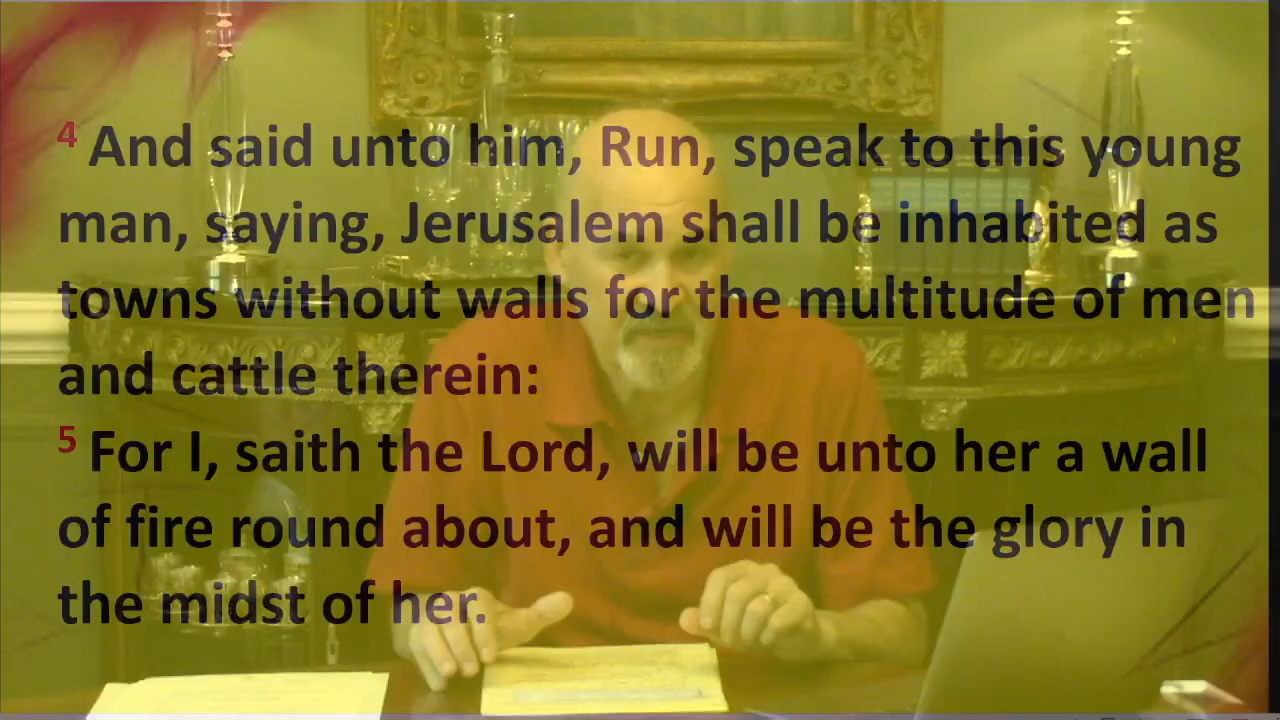 4 And said unto him, Run, speak to this young
man, saying, Jerusalem shall be inhabited as
towns without walls for the multitude of men
and cattle therein:
5 For I, saith the Lord, will be unto her a wall
of fire round about, and will be the glory in
the midst of her.